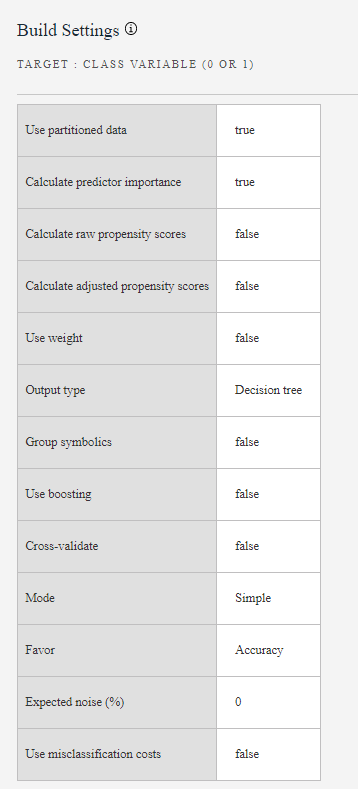 Build Settings
TARGET : CLASS VARIABLE (0 OR 1)
Use partitioned data true
Calculate predictor importance true
Calculate raw propensity scores false
Calculate adjusted propensity scores false
Use weight false
Output type Decision tree
Group symbolics false
Use boosting false
Cross-validate false
Mode Simple
Favor Accuracy
Expected noise (%) 0
Use misclassification costs false